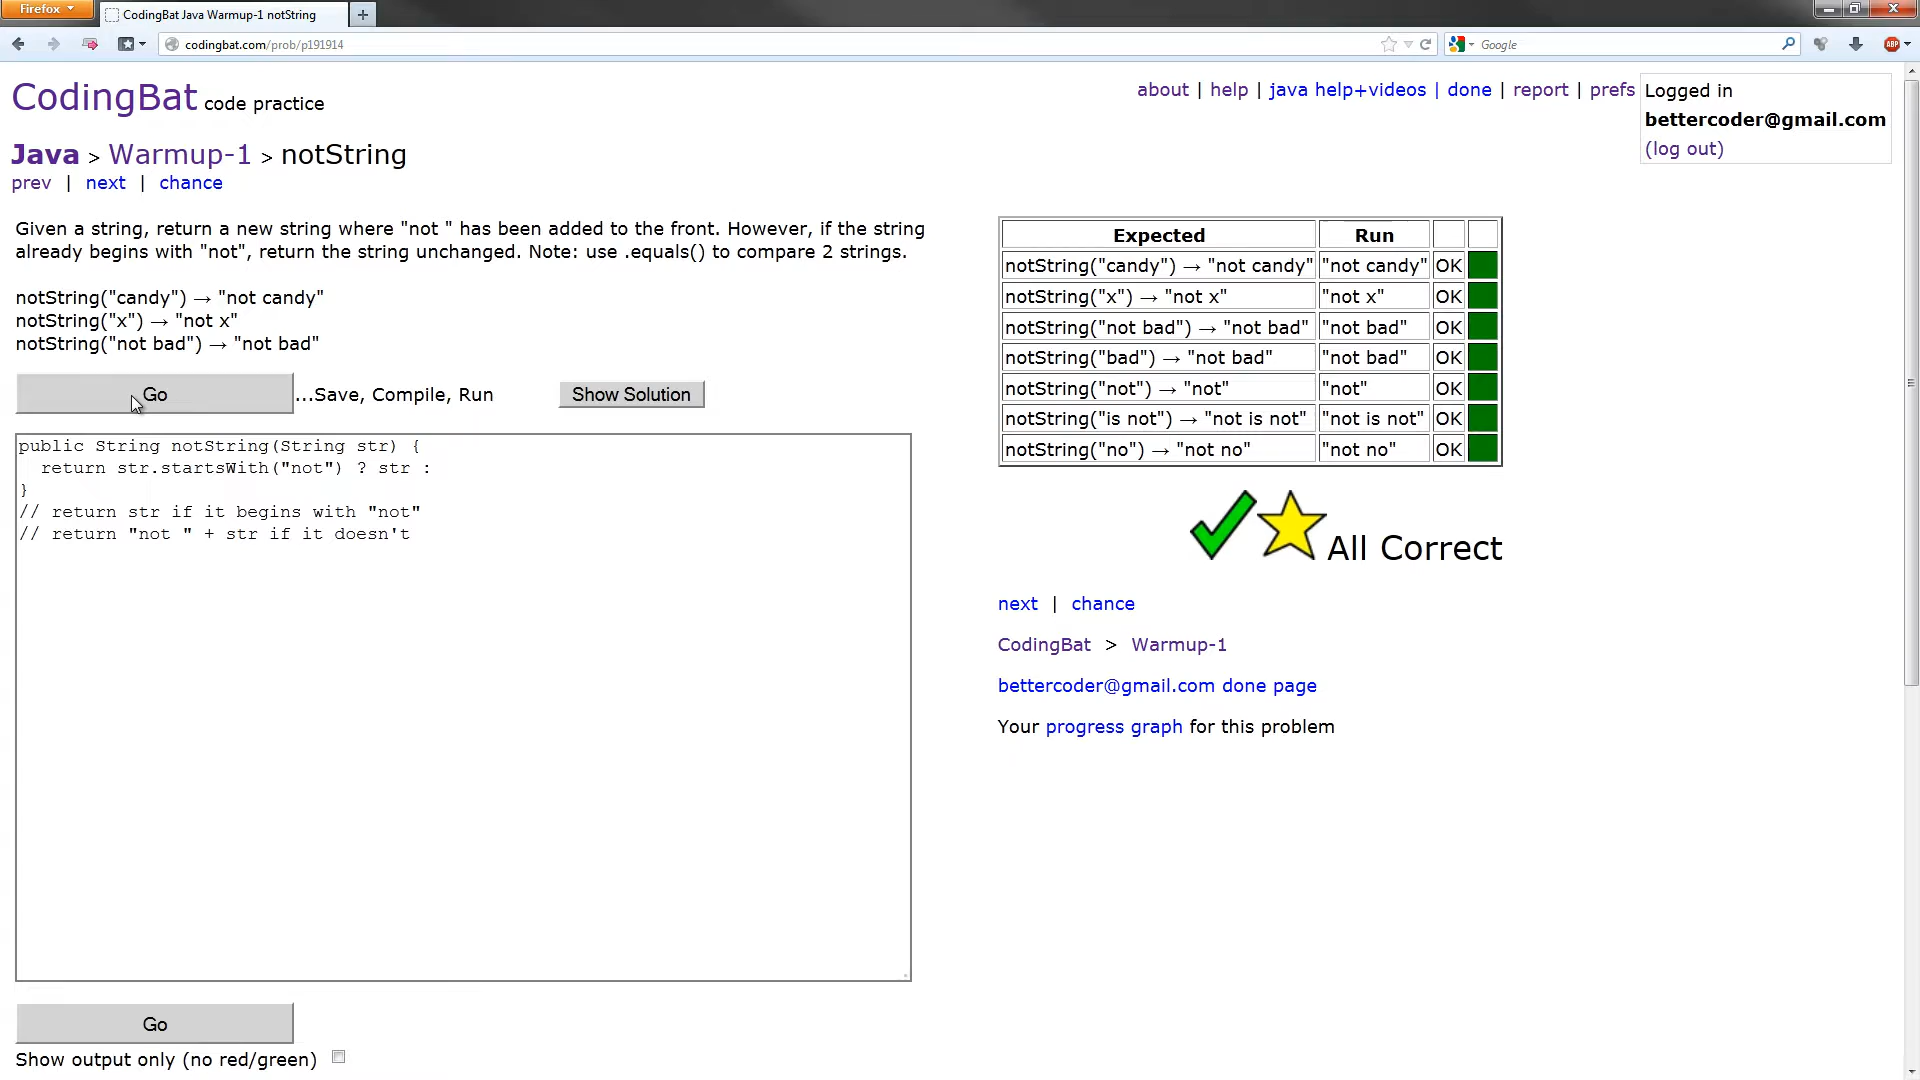 Firefox
CodingBat Java Warmup-1 notString
codingbat.com/prob/p191914
Google
ABP
CodingBat code practice
about | help | java help+videos | done | report | prefs
Logged in
bettercoder@gmail.com
(log out)
Java > Warmup-1 > notString
prev | next | chance
Given a string, return a new string where "not " has been added to the front. However, if the string
already begins with "not", return the string unchanged. Note: use .equals() to compare 2 strings.
notString("candy") → "not candy"
notString("x") → "not x"
notString("not bad") → "not bad"
Go ...Save, Compile, Run Show Solution
public String notString(String str) {
return str.startsWith("not") ? str :
}
// return str if it begins with "not"
// return "not " + str if it doesn't
Go
Show output only (no red/green)
Expected Run
notString("candy") → "not candy" "not candy" OK
notString("x") → "not x" "not x" OK
notString("not bad") → "not bad" "not bad" OK
notString("bad") → "not bad" "not bad" OK
notString("not") → "not" "not" OK
notString("is not") → "not is not" "not is not" OK
notString("no") → "not no" "not no" OK
All Correct
next | chance
CodingBat > Warmup-1
bettercoder@gmail.com done page
Your progress graph for this problem